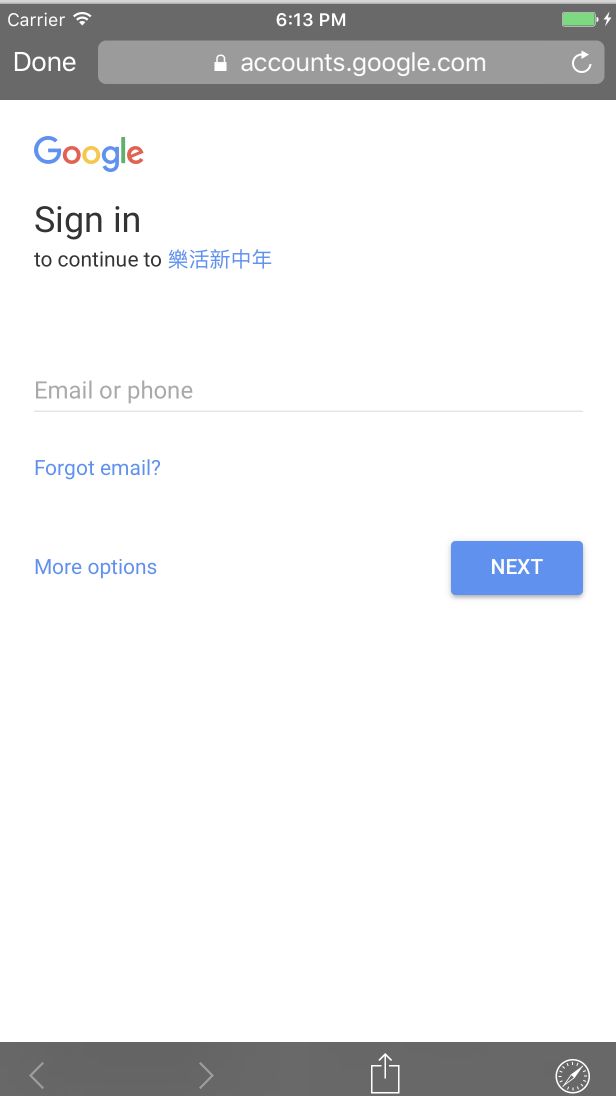 Carrier 6:13 PM
Done accounts.google.com
Google
Sign in
to continue to 樂活新中年
Email or phone
Forgot email?
More options NEXT